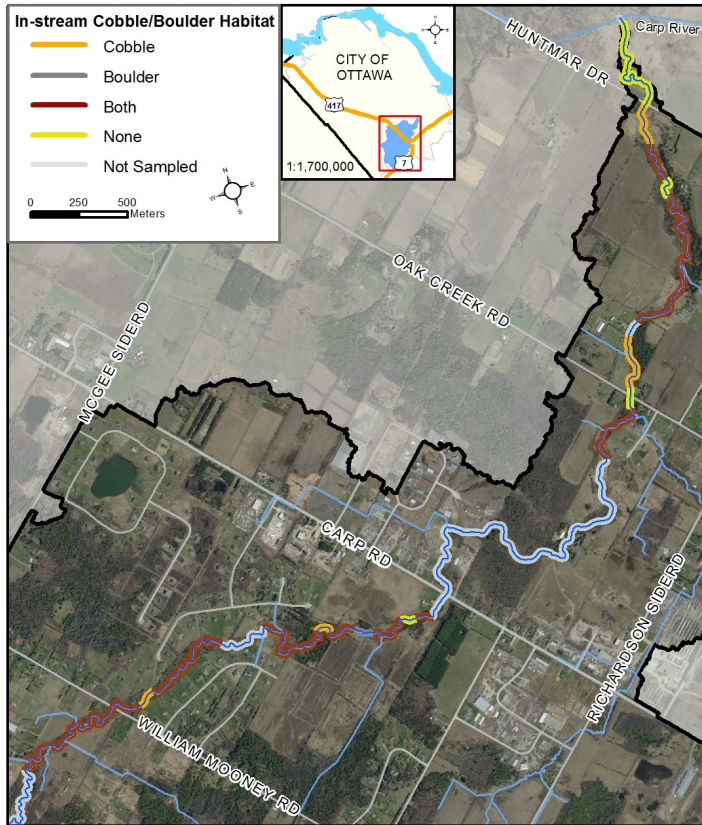 In-stream Cobble/Boulder Habitat
Cobble
Boulder
Both
None
Not Sampled
N
W
E
S
0 250 500
Meters
CITY OF
OTTAWA
417
7
1:1,700,000
N
W
E
S
Carp River
HUNTMAR DR
OAK CREEK RD
MCGEE SIDERD
CARP RD
RICHARDSON SIDERD
WILLIAM MOONEY RD